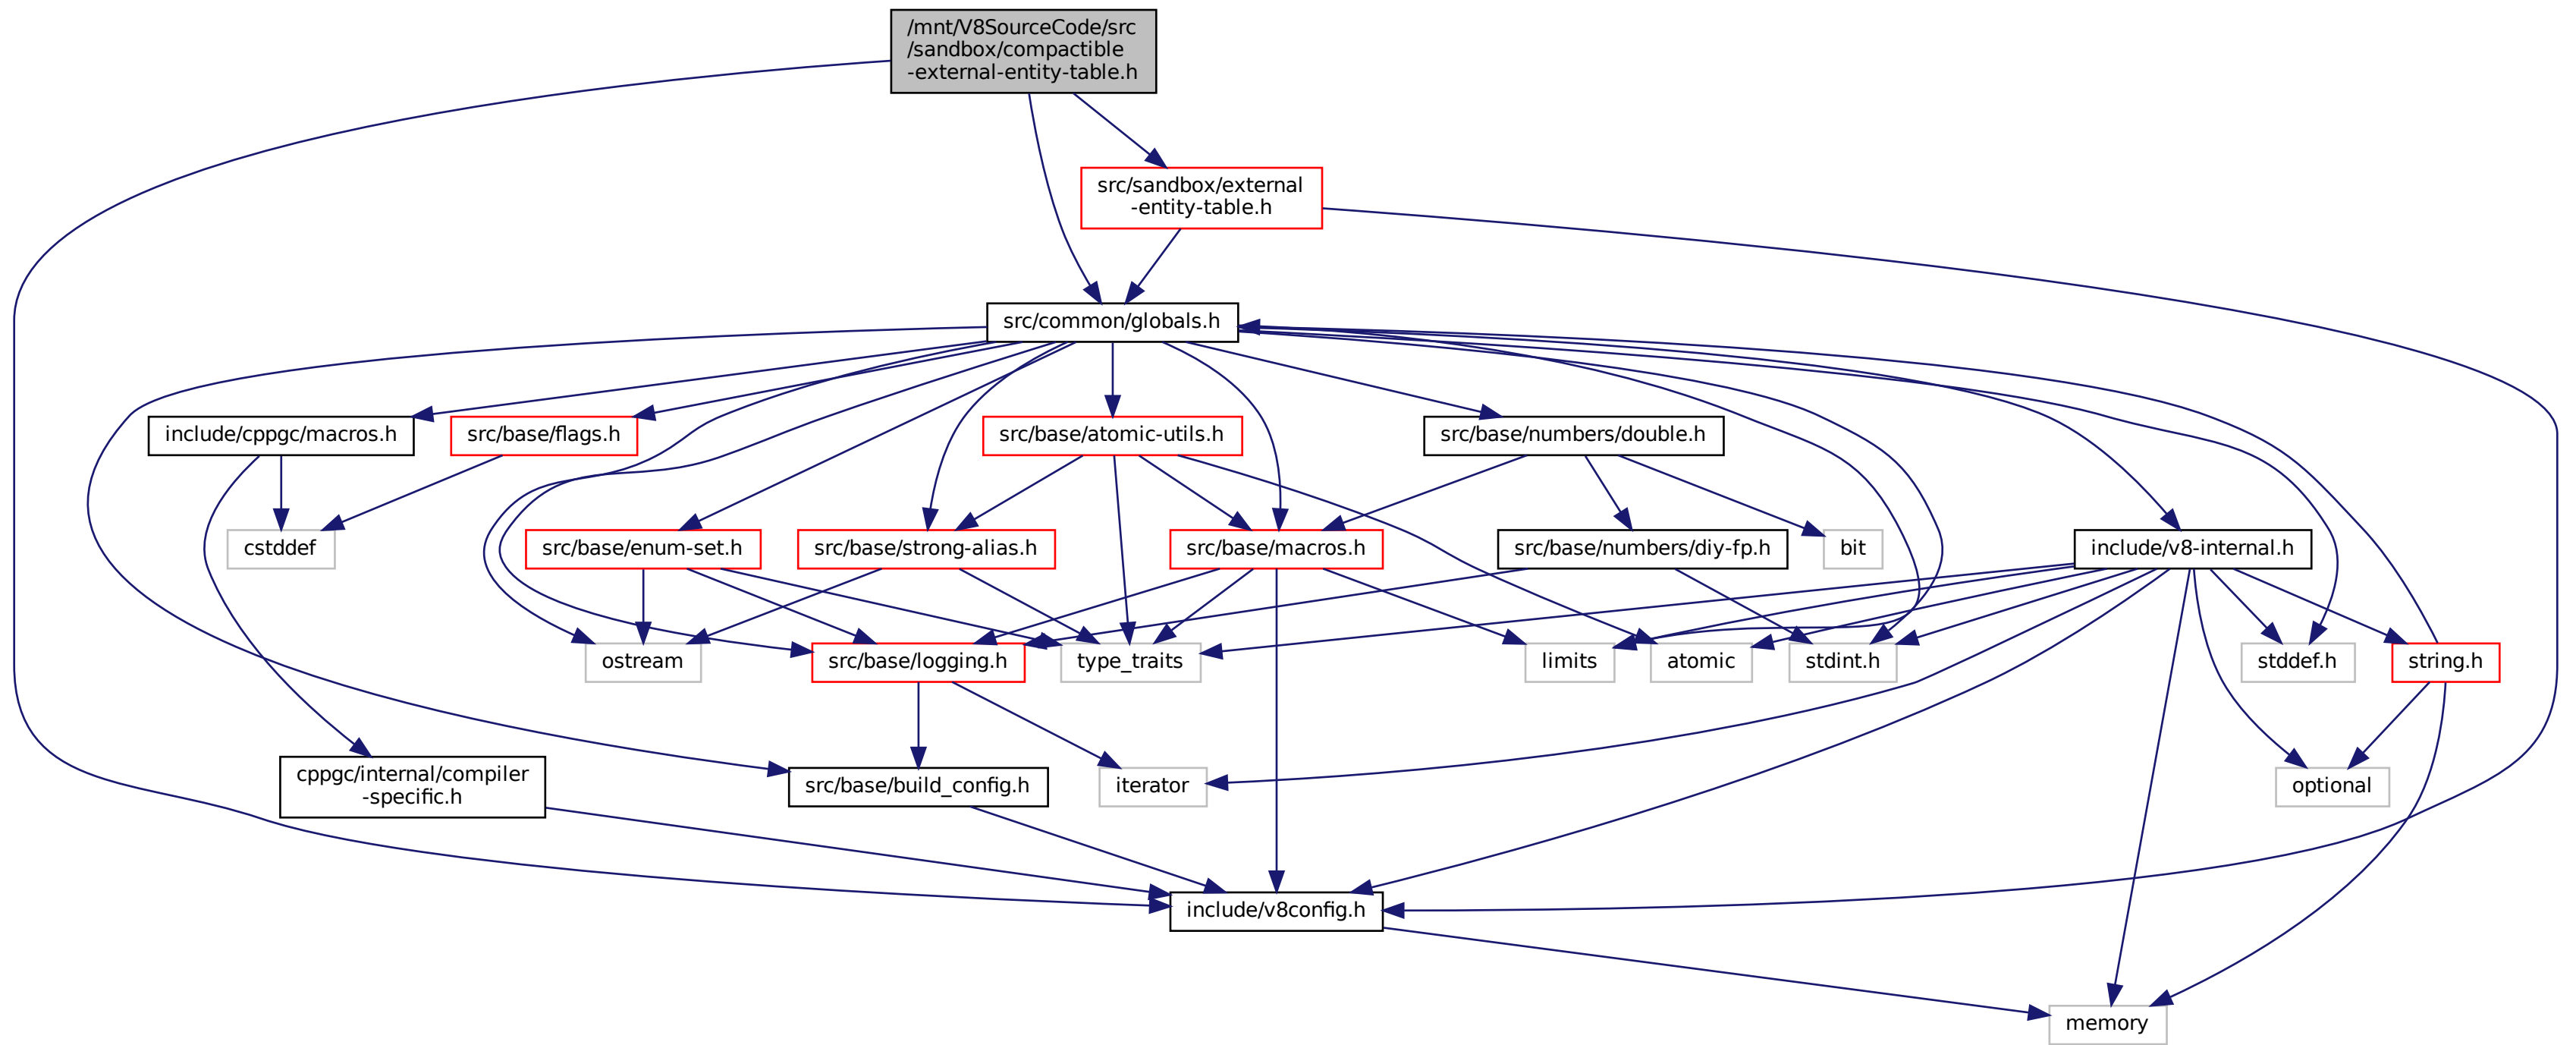 /mnt/V8SourceCode/src
/sandbox/compactible
-external-entity-table.h
src/sandbox/external
-entity-table.h
src/common/globals.h
include/cppgc/macros.h
src/base/flags.h
src/base/atomic-utils.h
src/base/numbers/double.h
cstddef
src/base/enum-set.h
src/base/strong-alias.h
src/base/macros.h
src/base/numbers/diy-fp.h
bit
include/v8-internal.h
ostream
src/base/logging.h
type_traits
limits
atomic
stdint.h
stddef.h
string.h
cppgc/internal/compiler
-specific.h
src/base/build_config.h
iterator
optional
include/v8config.h
memory